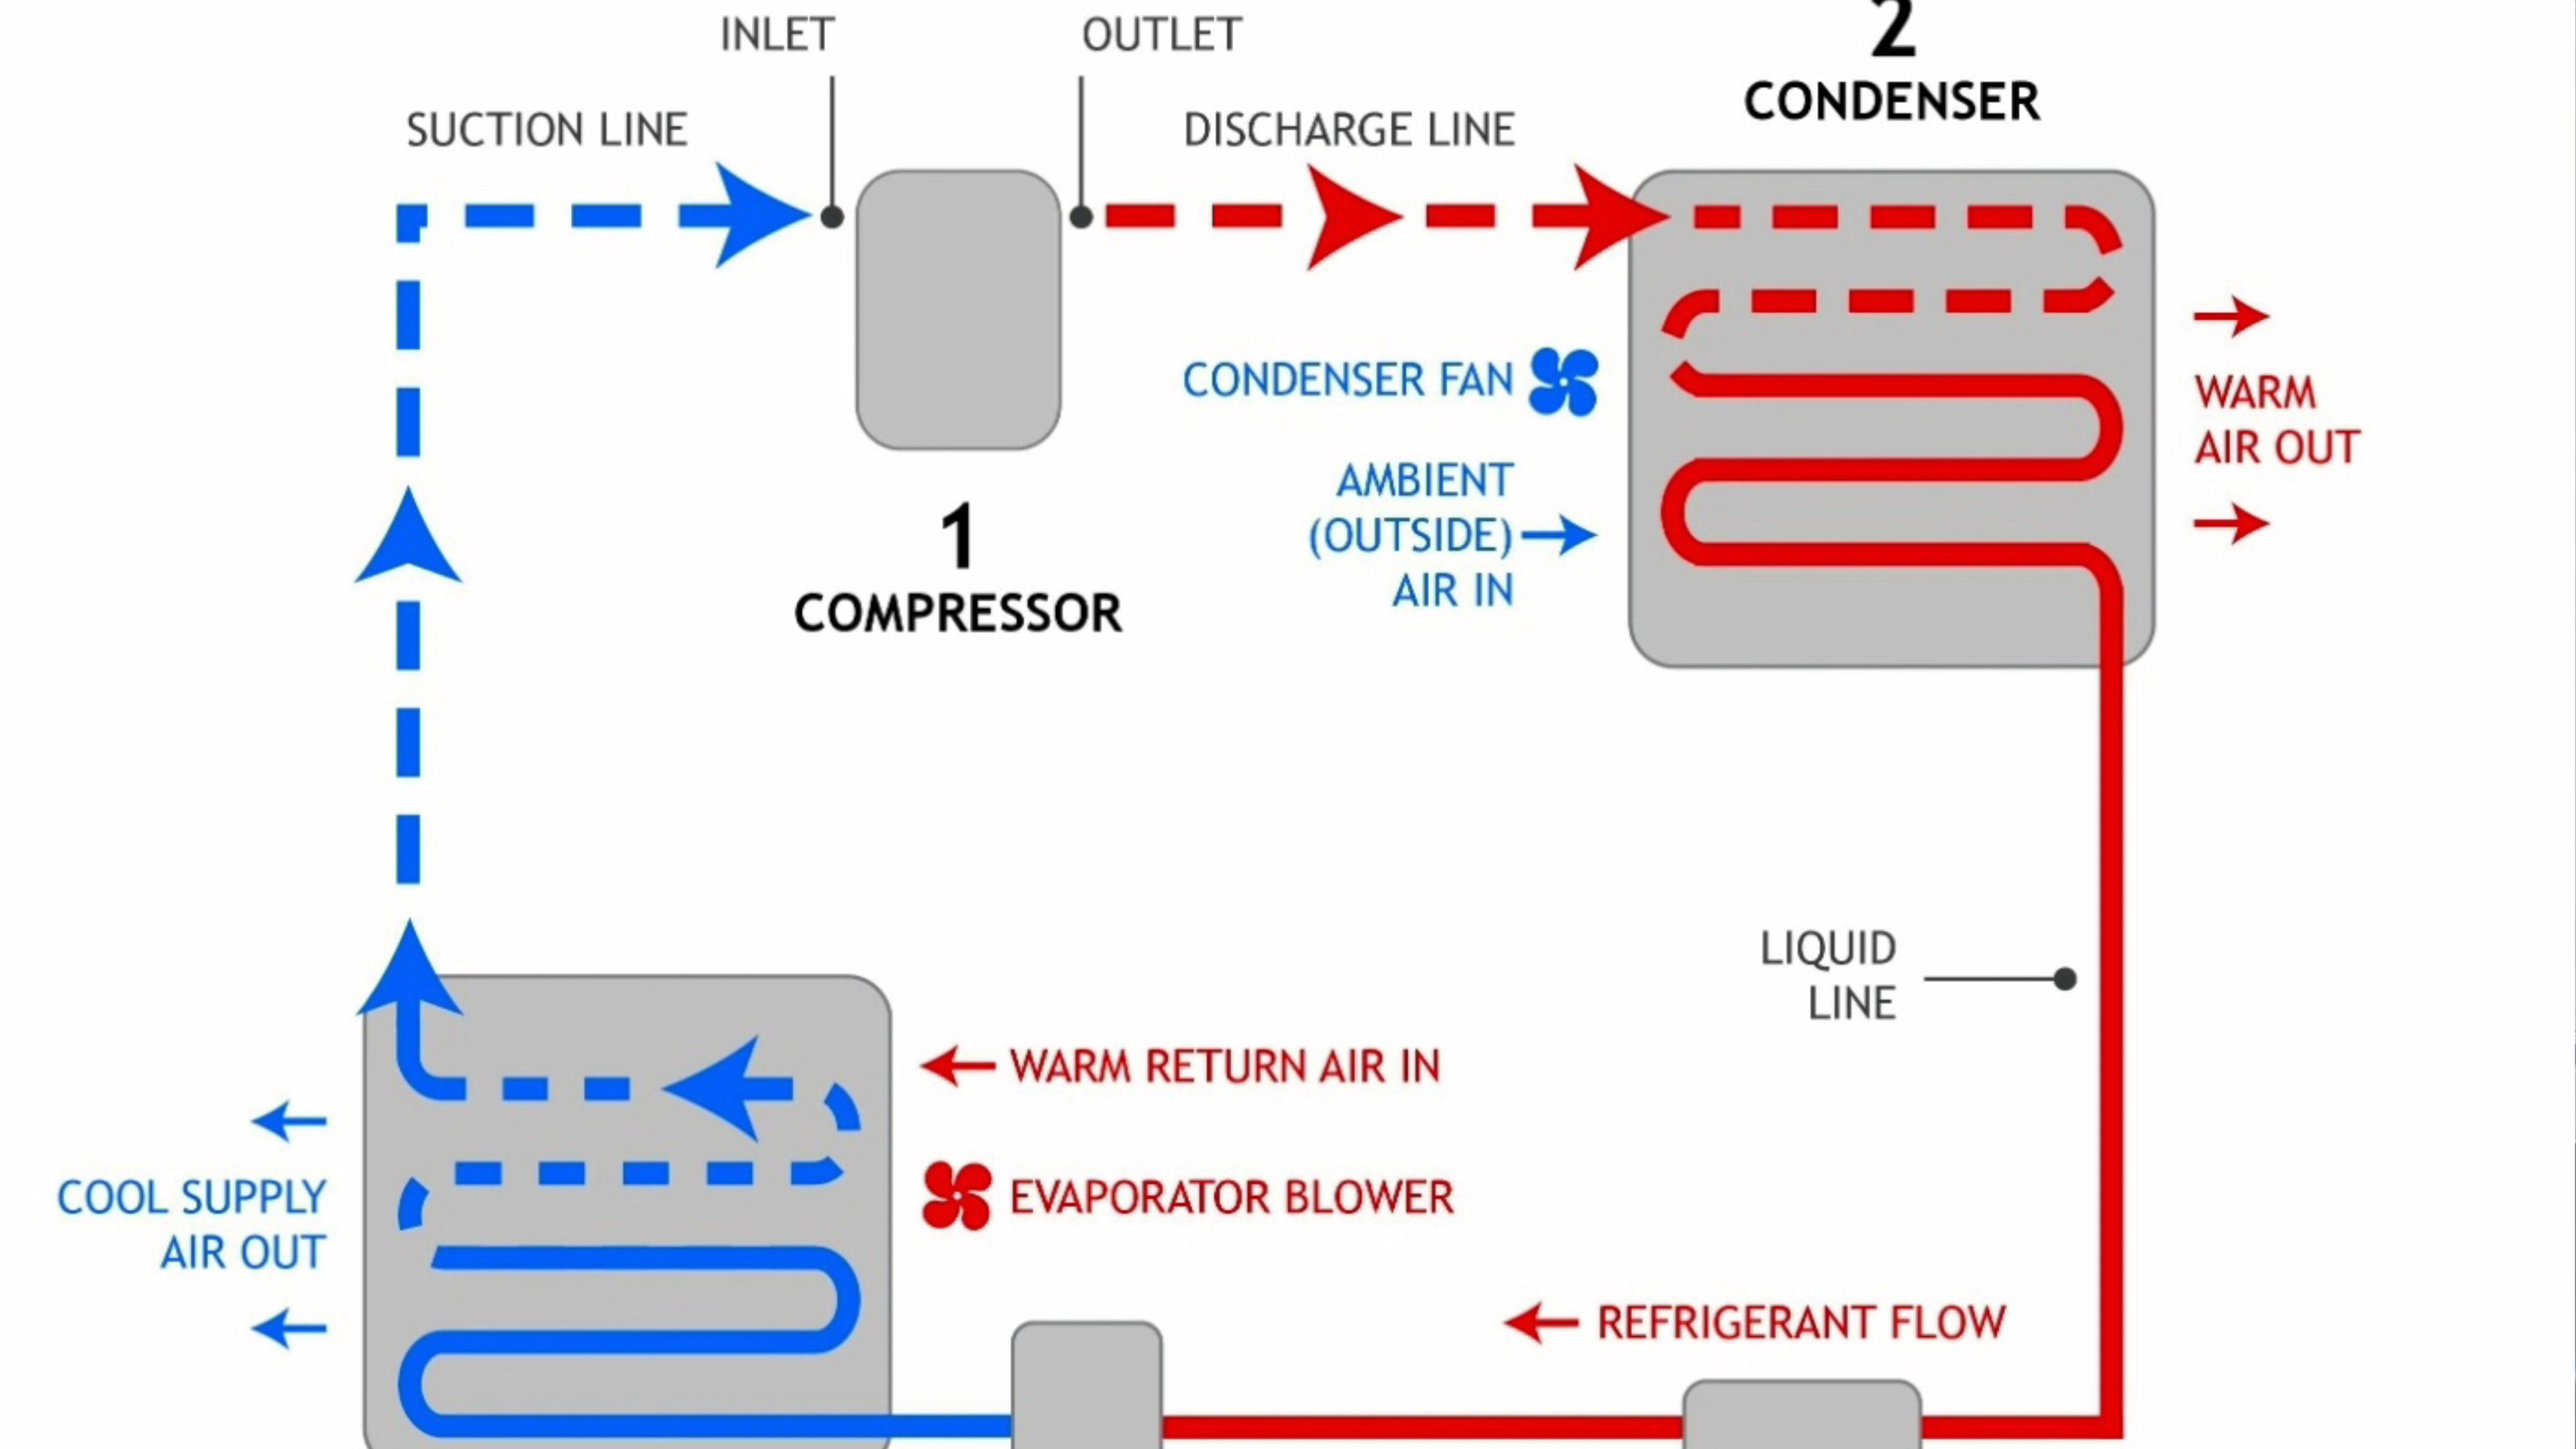 INLET
OUTLET
2
CONDENSER
SUCTION LINE
DISCHARGE LINE
CONDENSER FAN
WARM
AIR OUT
AMBIENT
(OUTSIDE)
AIR IN
1
COMPRESSOR
LIQUID
LINE
WARM RETURN AIR IN
COOL SUPPLY
AIR OUT
EVAPORATOR BLOWER
REFRIGERANT FLOW